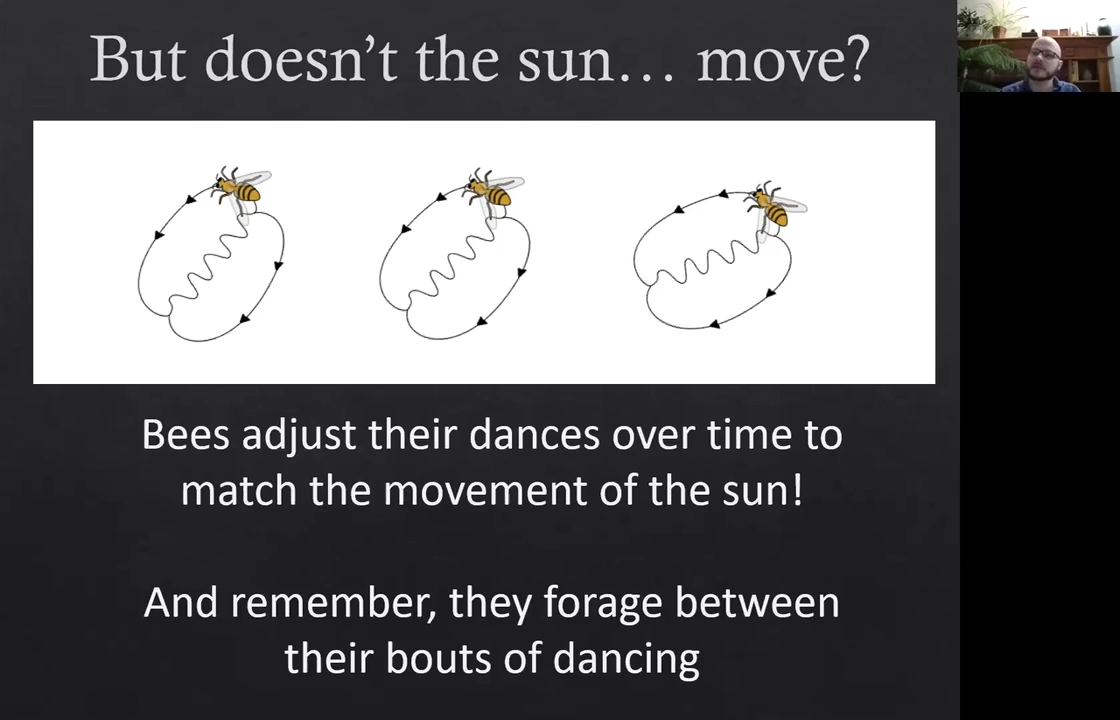 But doesn’t the sun… move?
Bees adjust their dances over time to
match the movement of the sun!
And remember, they forage between
their bouts of dancing